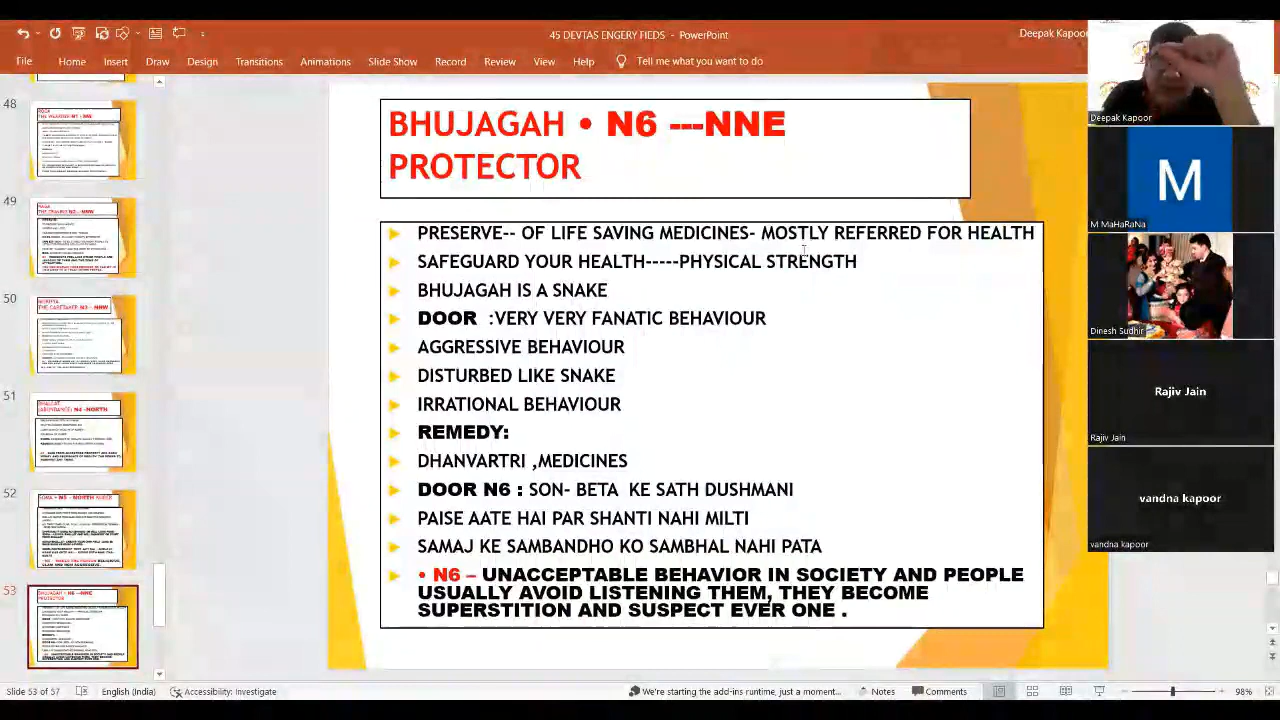 45 DEVTAS ENGERY FIEDS - PowerPoint
Deepak Kapoor
File Home Insert Draw Design Transitions Animations Slide Show Record Review View Help Tell me what you want to do
48
49
50
51
52
53
BHUJAGAH • N6 ---NNE
PROTECTOR
PRESERVE-- OF LIFE SAVING MEDICINES- MOSTLY REFERRED FOR HEALTH
SAFEGUARD YOUR HEALTH-----PHYSICAL STRENGTH
BHUJAGAH IS A SNAKE
DOOR –VERY VERY FANATIC BEHAVIOUR
AGGRESSIVE BEHAVIOUR
DISTURBED LIKE SNAKE
IRRATIONAL BEHAVIOUR
REMEDY:
DHANVARTRI ,MEDICINES
DOOR N6 : SON- BETA KE SATH DUSHMANI
PAISE AATE HAI PAR SHANTI NAHI MILTI
SAMAJ ME SAMBANDHO KO SAMBHAL NAHI PATA
• N6 – UNACCEPTABLE BEHAVIOR IN SOCIETY AND PEOPLE
USUALLY AVOID LISTENING THEM, THEY BECOME
SUPERSTITION AND SUSPECT EVER ONE .
Deepak Kapoor
M
M MaHaRaNa
Dinesh Sudhir
Rajiv Jain
Rajiv Jain
vandna kapoor
vandna kapoor
Slide 53 of 57 English (India) Accessibility: Investigate We're starting the add-ins runtime, just a moment... Notes Comments 98%